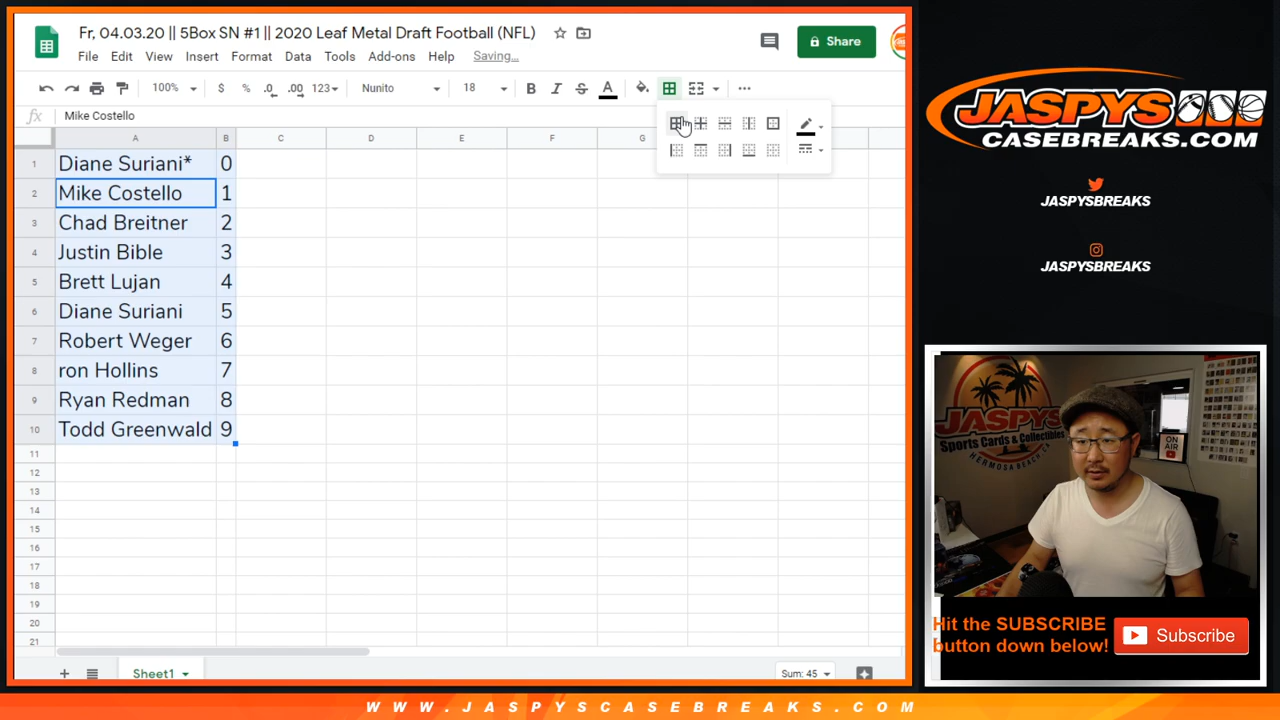 Fr, 04.03.20 || 5Box SN #1 || 2020 Leaf Metal Draft Football (NFL)
Share
File Edit View Insert Format Data Tools Add-ons Help Saving...
100% $ % .0 .00 123 Nunito 18 B I S A
fx Mike Costello
A B C D E F G
1 Diane Suriani* 0
2 Mike Costello 1
3 Chad Breitner 2
4 Justin Bible 3
5 Brett Lujan 4
6 Diane Suriani 5
7 Robert Weger 6
8 ron Hollins 7
9 Ryan Redman 8
10 Todd Greenwald 9
11
12
13
14
15
16
17
18
19
20
21
Sheet1
Sum: 45
JASPYS
CASEBREAKS.COM
JASPYSBREAKS
JASPYSBREAKS
JASPYS
Sports Cards & Collectibles
HERMOSA BEACH, CA
ON
AIR
Hit the SUBSCRIBE
button down below!
Subscribe
WWW.JASPYSCASEBREAKS.COM